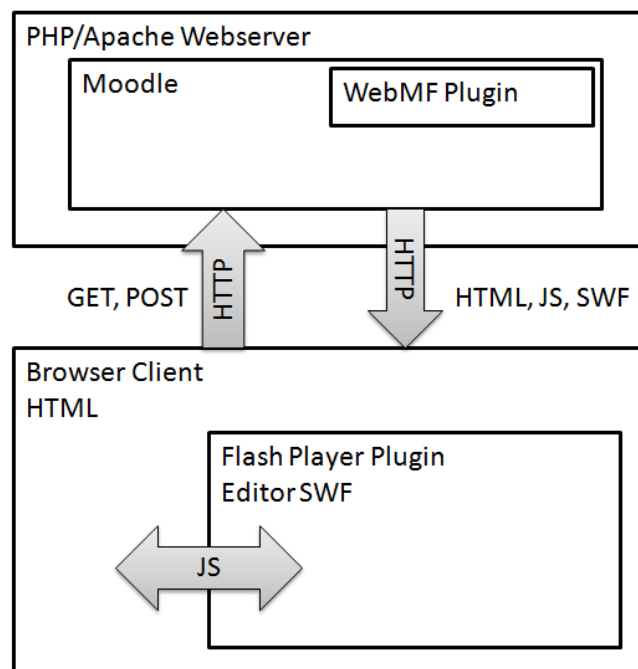 PHP/Apache Webserver
Moodle
WebMF Plugin
GET, POST
HTTP
HTTP
HTML, JS, SWF
Browser Client
HTML
Flash Player Plugin
Editor SWF
JS